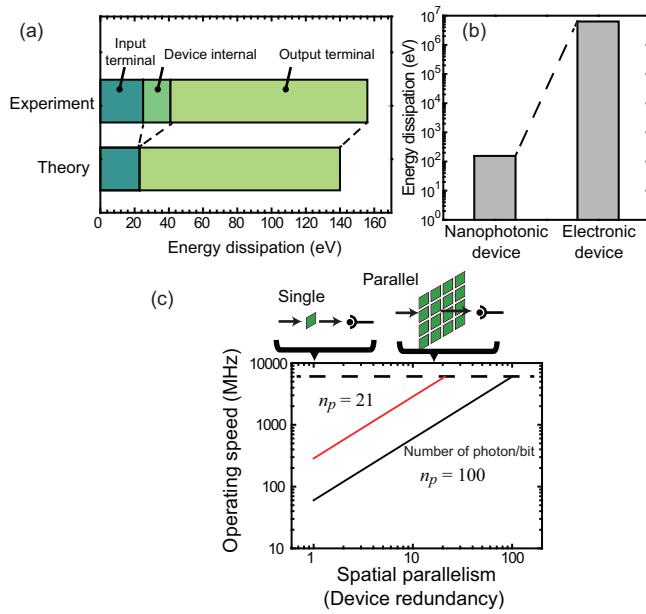 (a)
Input
terminal
Device internal
Output terminal
Experiment
Theory
0 20 40 60 80 100 120 140 160
Energy dissipation (eV)
(b)
Energy dissipation (eV)
10^7
10^6
10^5
10^4
10^3
10^2
10^1
10^0
Nanophotonic
device
Electronic
device
(c)
Single
Parallel
Operating speed (MHz)
10000
1000
100
10
n_p = 21
Number of photon/bit
n_p = 100
1 10 100
Spatial parallelism
(Device redundancy)